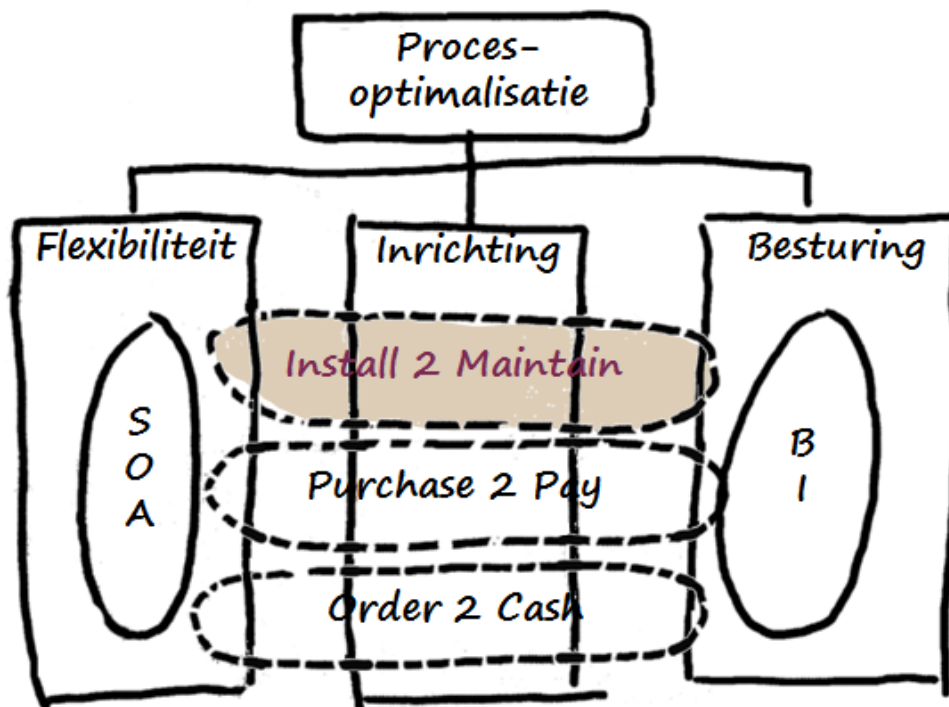 Proces-
optimalisatie
Flexibiliteit
Inrichting
Besturing
Install 2 Maintain
Purchase 2 Pay
Order 2 Cash
S
O
A
B
I